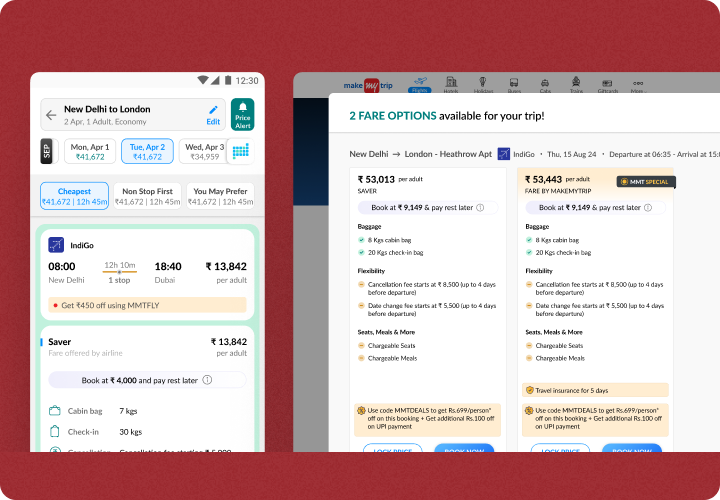 12:30
New Delhi to London
2 Apr, 1 Adult, Economy
Edit
Price
Alert
SEP
Mon, Apr 1
₹41,672
Tue, Apr 2
₹41,672
Wed, Apr 3
₹34,959
Cheapest
₹41,672 | 12h 45m
Non Stop First
₹41,672 | 12h 45m
You May Prefer
₹41,672 | 12h 45m
IndiGo
08:00
12h 10m
18:40
₹ 13,842
New Delhi
1 stop
Dubai
per adult
Get ₹450 off using MMTFLY
Saver
₹ 13,842
Fare offered by airline
per adult
Book at ₹ 4,000 and pay rest later
Cabin bag
7 kgs
Check-in
30 kgs
Cancellation
Cancellation fee starting ₹ 5,000
make my trip
Flights
Hotels
Holidays
Buses
Cabs
Trains
Giftcards
More
2 FARE OPTIONS available for your trip!
New Delhi → London - Heathrow Apt
IndiGo • Thu, 15 Aug 24 • Departure at 06:35 - Arrival at
₹ 53,013 per adult
SAVER
Book at ₹ 9,149 & pay rest later
Baggage
8 Kgs cabin bag
20 Kgs check-in bag
Flexibility
Cancellation fee starts at ₹ 8,500 (up to 4 days
before departure)
Date change fee starts at ₹ 5,500 (up to 4 days
before departure)
Seats, Meals & More
Chargeable Seats
Chargeable Meals
Use code MMTDEALS to get Rs.699/person*
off on this booking + Get additional Rs.100 off
on UPI payment
LOCK PRICE
BOOK NOW
₹ 53,443 per adult
MMT SPECIAL
FARE BY MAKEMYTRIP
Book at ₹ 9,149 & pay rest later
Baggage
8 Kgs cabin bag
20 Kgs check-in bag
Flexibility
Cancellation fee starts at ₹ 8,500 (up to 4 days
before departure)
Date change fee starts at ₹ 5,500 (up to 4 days
before departure)
Seats, Meals & More
Chargeable Seats
Chargeable Meals
Travel insurance for 5 days
Use code MMTDEALS to get Rs.699/person*
off on this booking + Get additional Rs.100 off
on UPI payment
LOCK PRICE
BOOK NOW